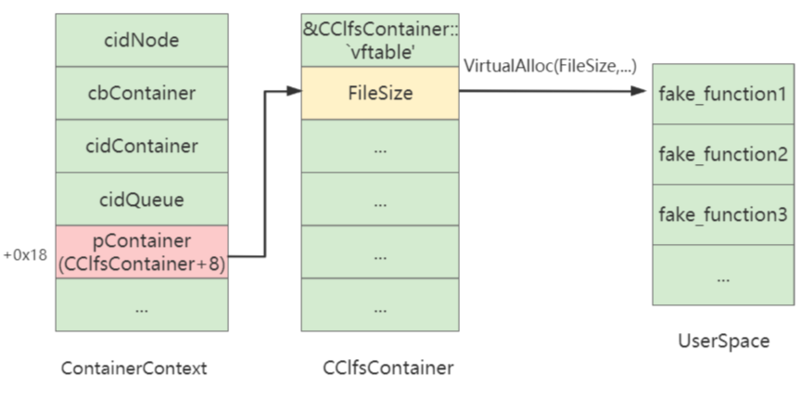 cidNode
cbContainer
cidContainer
cidQueue
+0x18
pContainer
(CClfsContainer+8)
...
ContainerContext
&CClfsContainer::
`vftable'
FileSize
...
...
...
...
CClfsContainer
VirtualAlloc(FileSize,...)
fake_function1
fake_function2
fake_function3
...
UserSpace